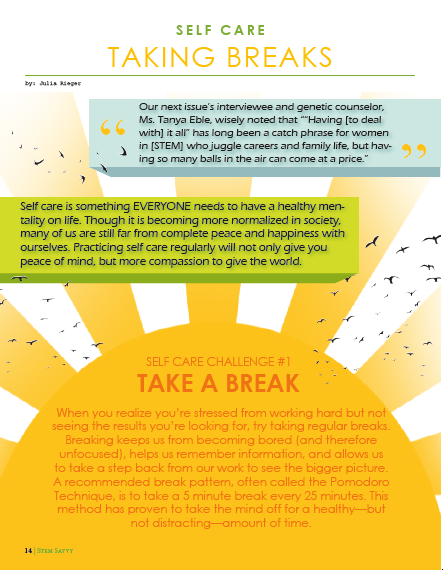 SELF CARE
TAKING BREAKS
by: Julia Rieger
“
Our next issue's interviewee and genetic counselor,
Ms. Tanya Eble, wisely noted that ““Having [to deal
with] it all” has long been a catch phrase for women
in [STEM] who juggle careers and family life, but hav-
ing so many balls in the air can come at a price.”
”
Self care is something EVERYONE needs to have a healthy men-
tality on life. Though it is becoming more normalized in society,
many of us are still far from complete peace and happiness with
ourselves. Practicing self care regularly will not only give you
peace of mind, but more compassion to give the world.
SELF CARE CHALLENGE #1
TAKE A BREAK
When you realize you're stressed from working hard but not
seeing the results you're looking for, try taking regular breaks.
Breaking keeps us from becoming bored (and therefore
unfocused), helps us remember information, and allows us
to take a step back from our work to see the bigger picture.
A recommended break pattern, often called the Pomodoro
Technique, is to take a 5 minute break every 25 minutes. This
method has proven to take the mind off for a healthy—but
not distracting—amount of time.
14 | STEM SAVVY